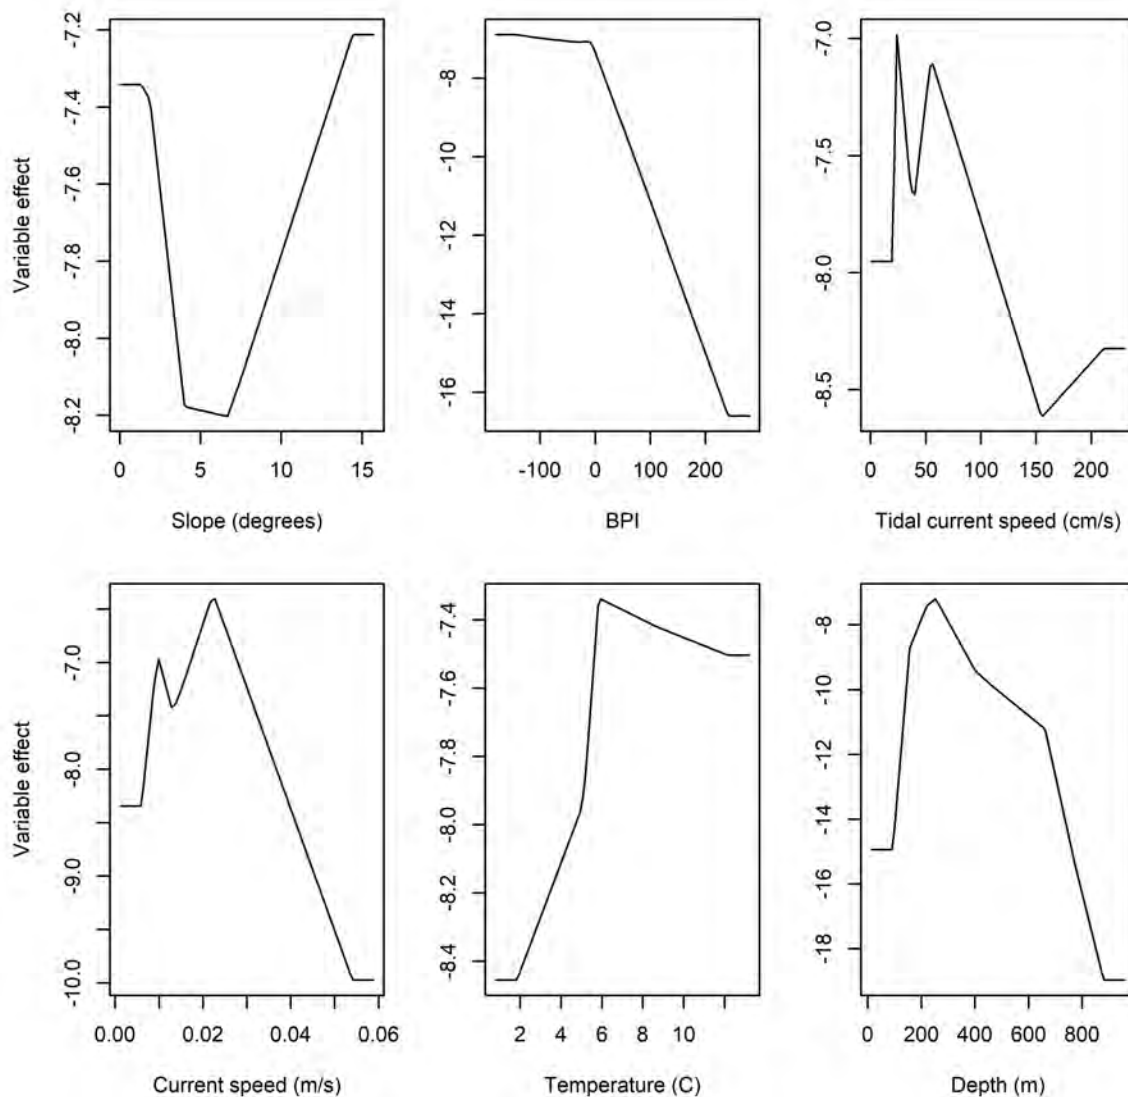 -7.2
-7.4
-7.6
-7.8
-8.0
-8.2
Variable effect
0 5 10 15
Slope (degrees)
-8
-10
-12
-14
-16
-100 0 100 200
BPI
-7.0
-7.5
-8.0
-8.5
0 50 100 200
Tidal current speed (cm/s)
-7.0
-8.0
-9.0
-10.0
Variable effect
0.00 0.02 0.04 0.06
Current speed (m/s)
-7.4
-7.6
-7.8
-8.0
-8.2
-8.4
2 4 6 8 10
Temperature (C)
-8
-10
-12
-14
-16
-18
0 200 400 600 800
Depth (m)